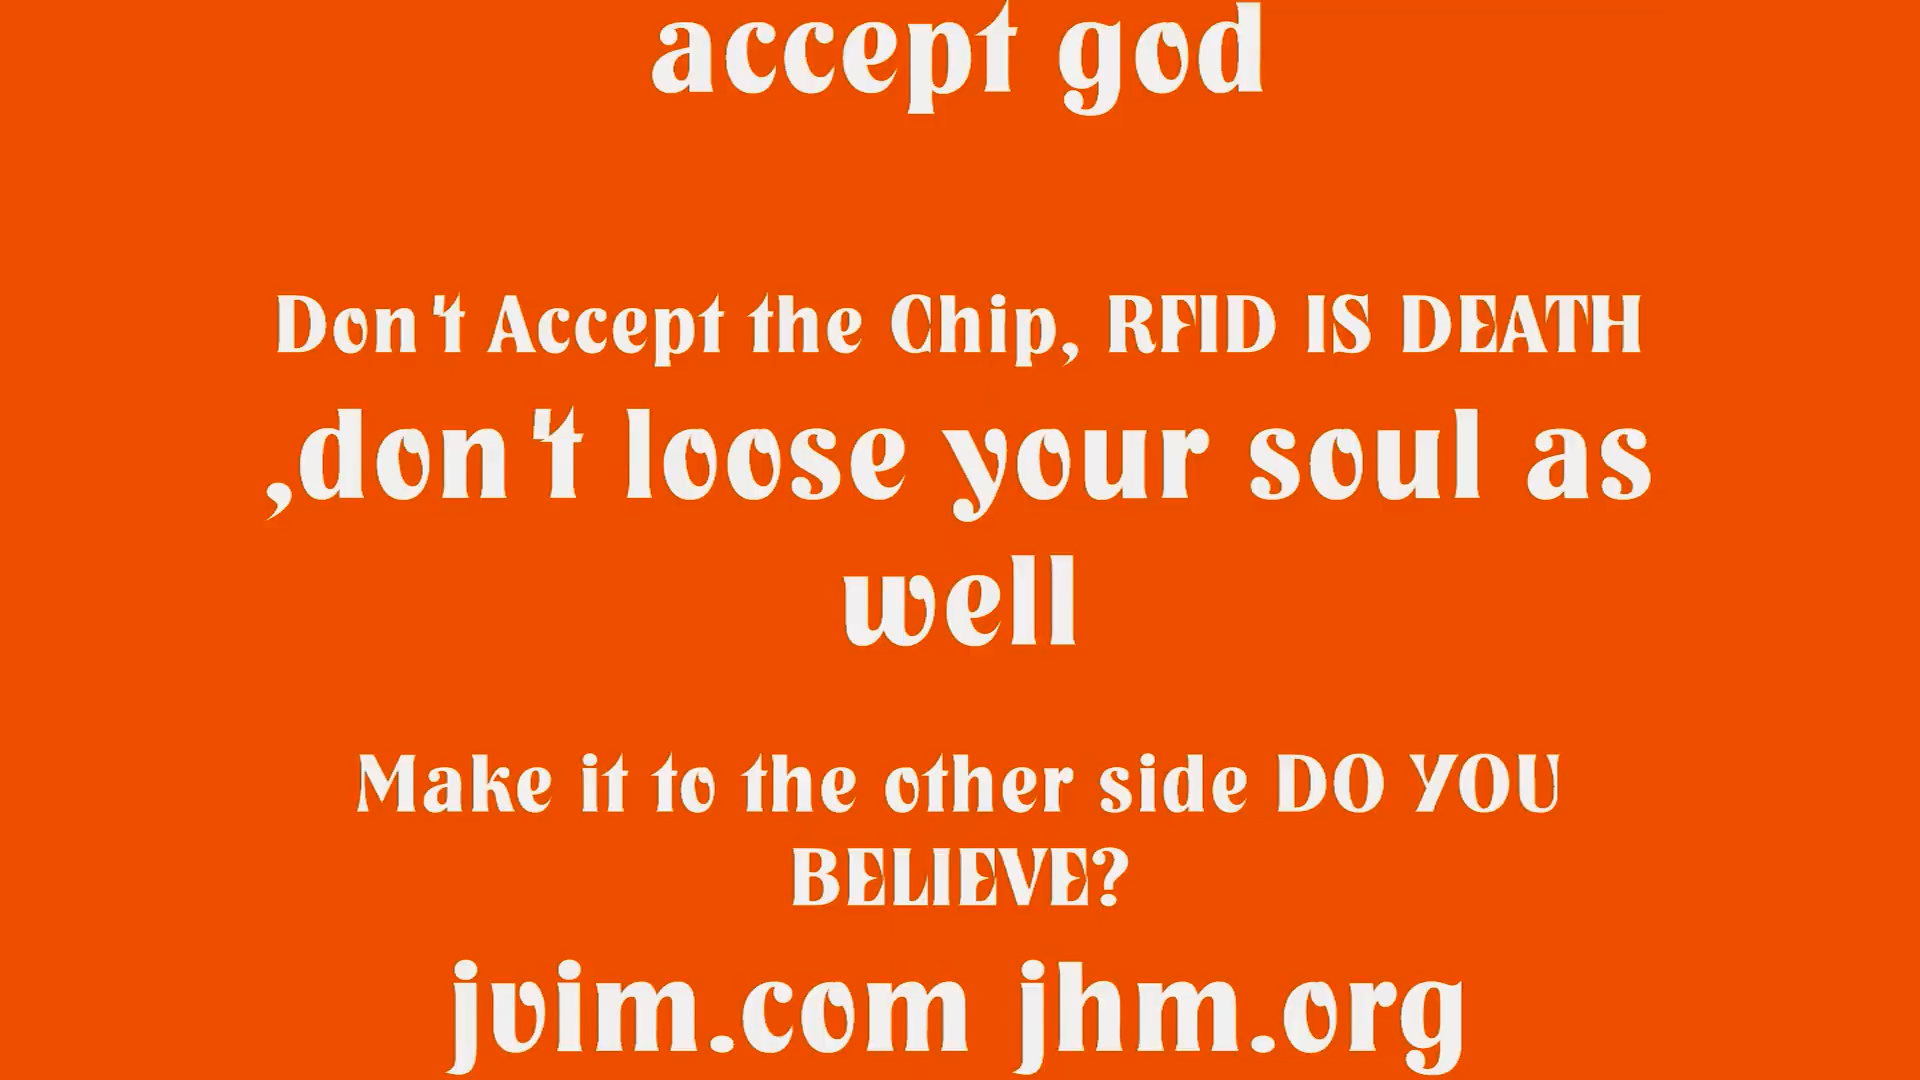 accept god
Don't Accept the Chip, RFID IS DEATH
,don't loose your soul as
well
Make it to the other side DO YOU
BELIEVE?
jvim.com jhm.org